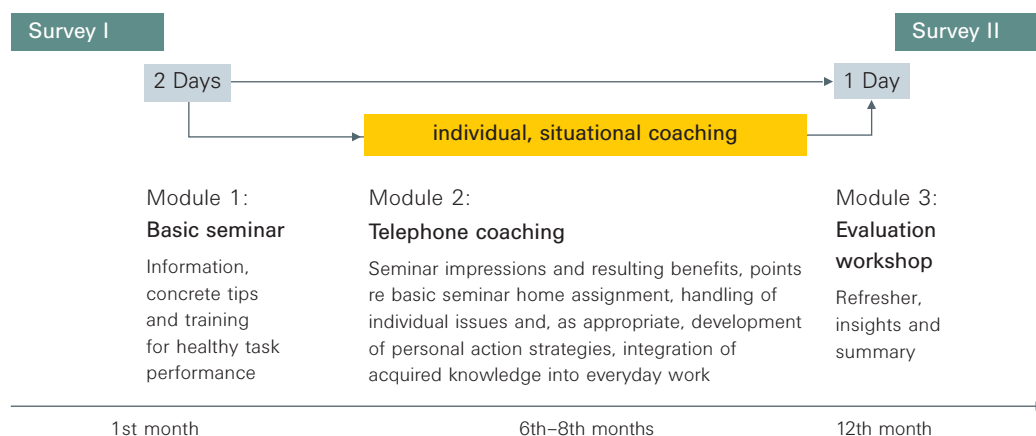 Survey I
Survey II
2 Days
1 Day
individual, situational coaching
Module 1:
Basic seminar
Information,
concrete tips
and training
for healthy task
performance
Module 2:
Telephone coaching
Seminar impressions and resulting benefits, points
re basic seminar home assignment, handling of
individual issues and, as appropriate, development
of personal action strategies, integration of
acquired knowledge into everyday work
Module 3:
Evaluation
workshop
Refresher,
insights and
summary
1st month
6th–8th months
12th month